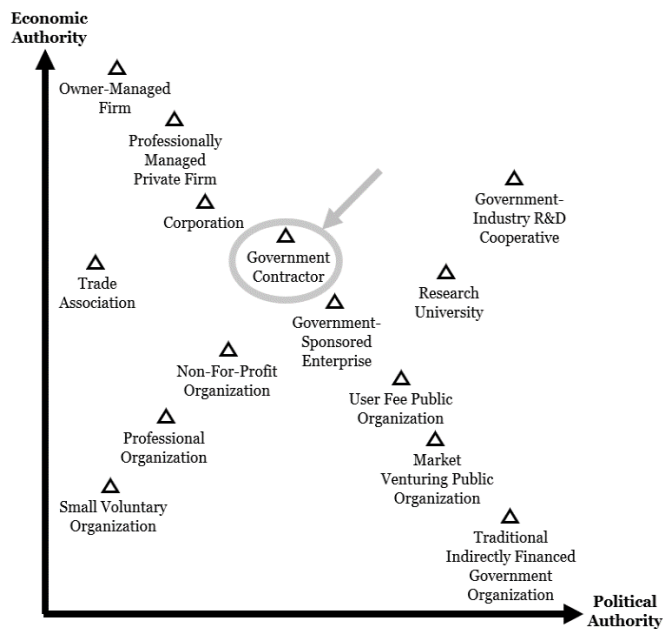 Economic
Authority
Owner-Managed
Firm
Professionally
Managed
Private Firm
Corporation
Government-
Industry R&D
Cooperative
Government
Contractor
Trade
Association
Research
University
Government-
Sponsored
Enterprise
Non-For-Profit
Organization
User Fee Public
Organization
Professional
Organization
Market
Venturing Public
Organization
Small Voluntary
Organization
Traditional
Indirectly Financed
Government
Organization
Political
Authority